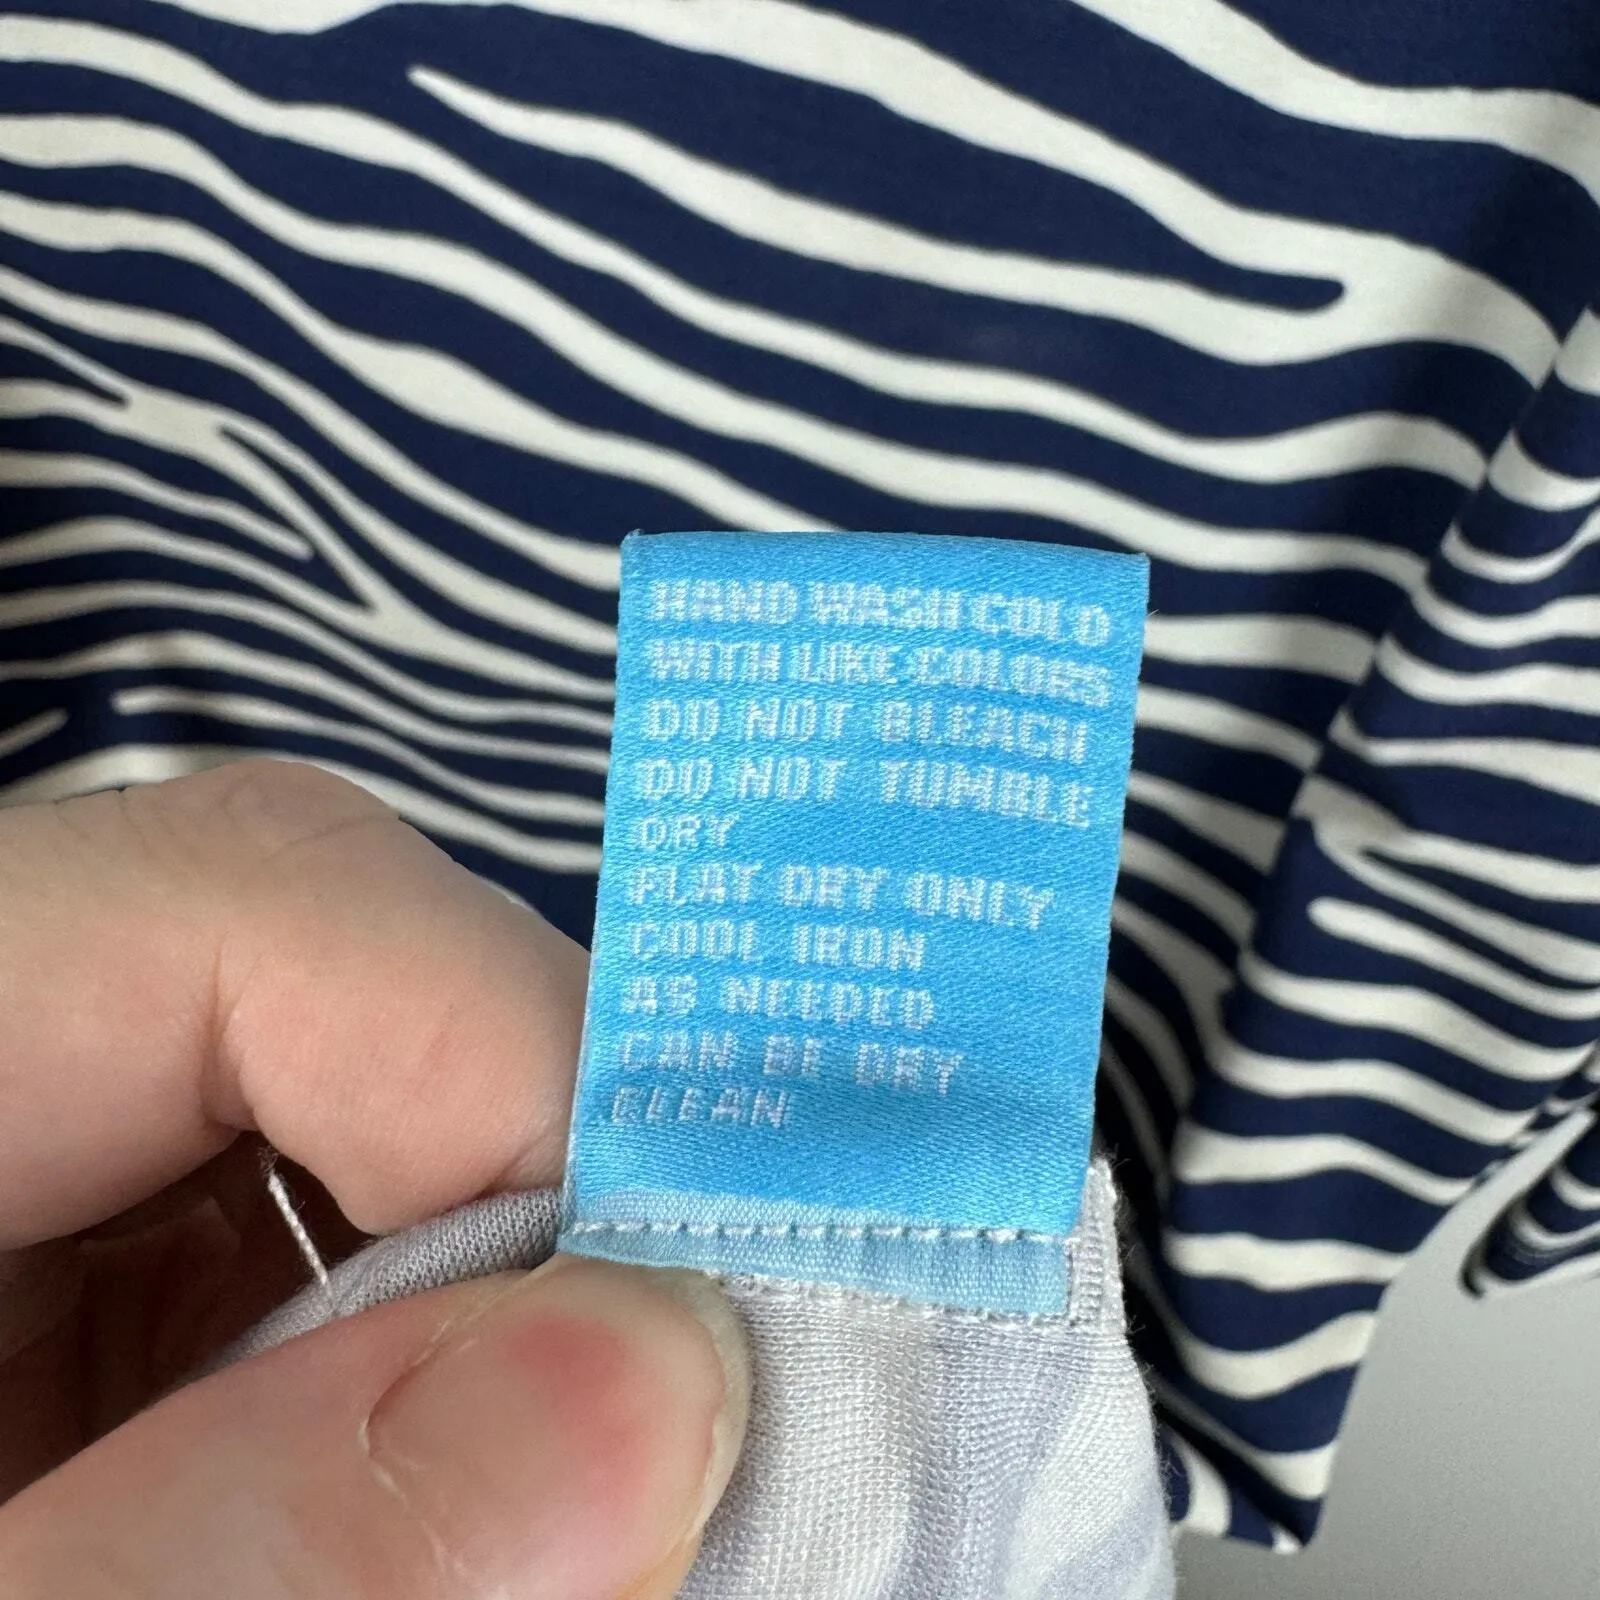 HAND WASH COLD
WITH LIKE COLORS
DO NOT BLEACH
DO NOT TUMBLE
DRY
FLAT DRY ONLY
COOL IRON
AS NEEDED
CAN BE DRY
CLEAN